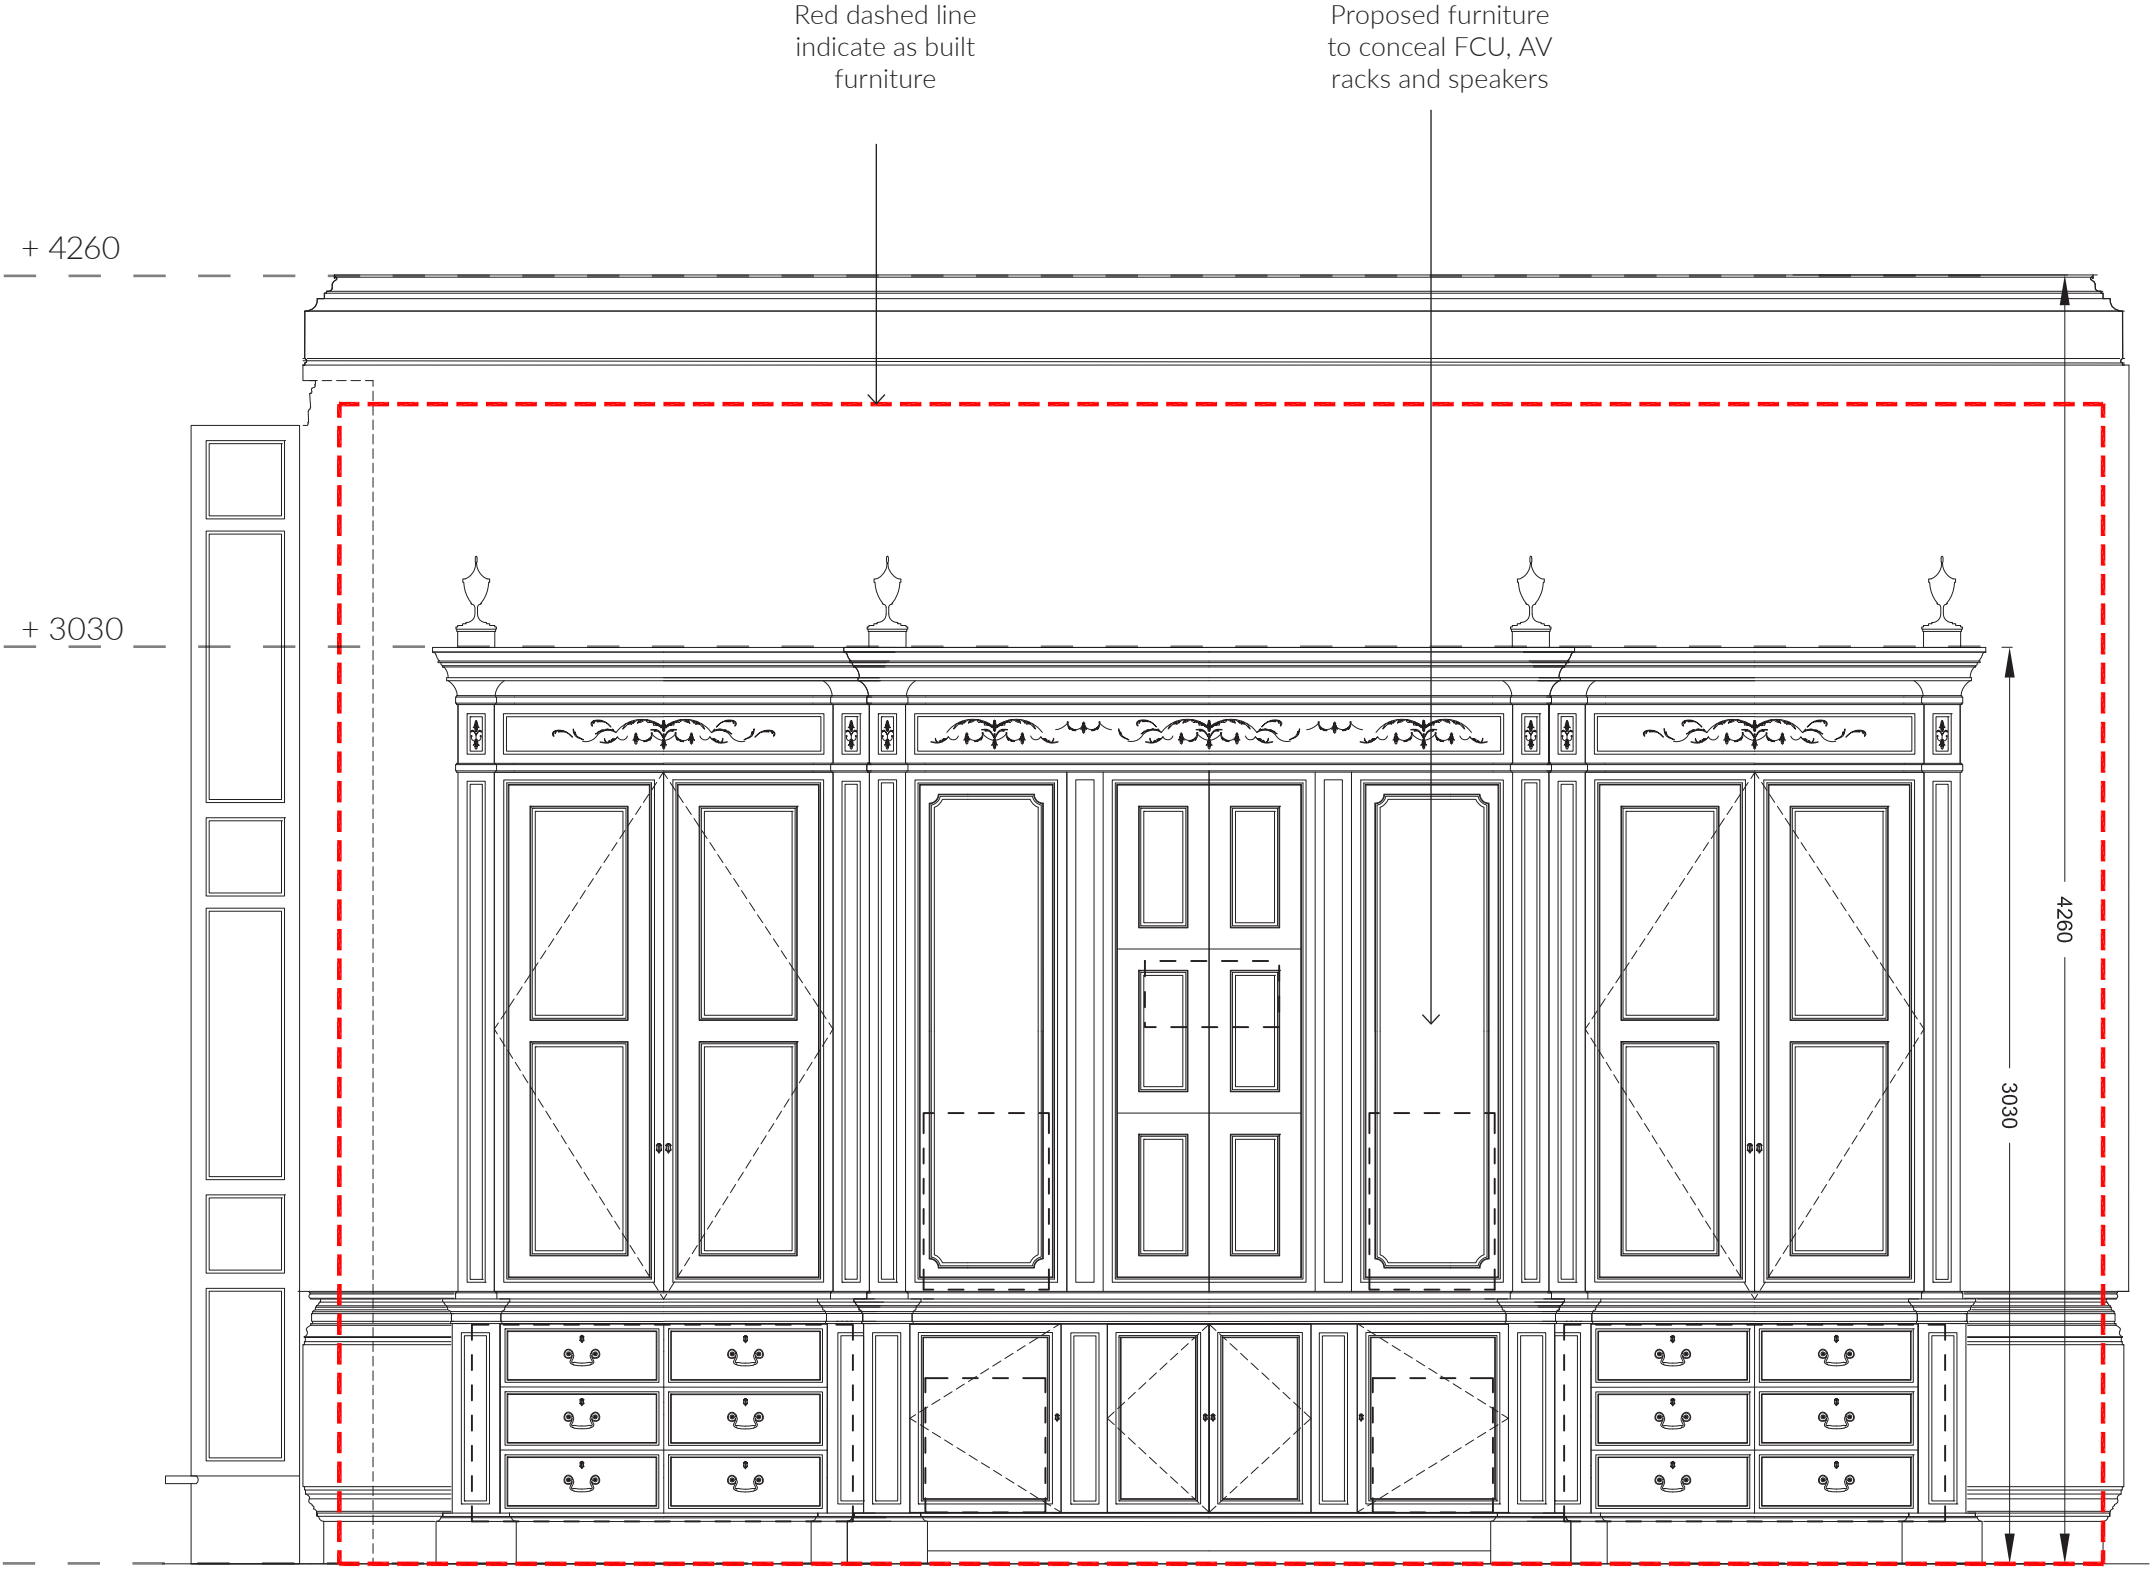 Red dashed line
indicate as built
furniture
Proposed furniture
to conceal FCU, AV
racks and speakers
+ 4260
+ 3030
4260
3030